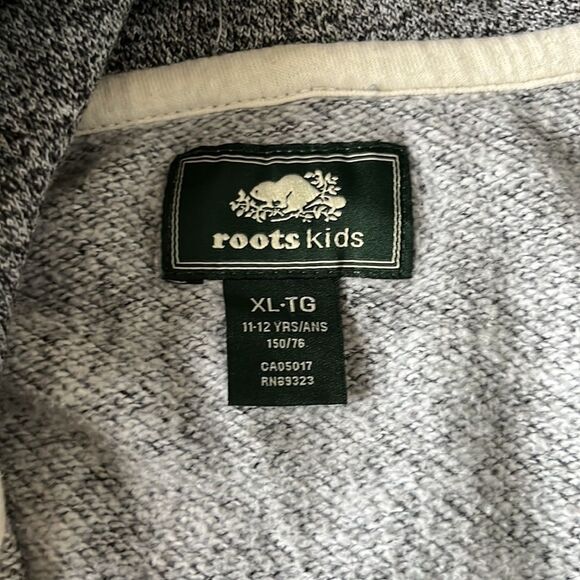 roots kids
XL·TG
11-12 YRS/ANS
150/76
CA05017
RN89323